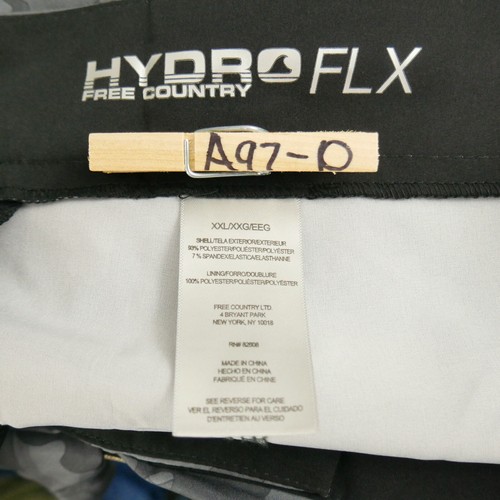 HYDRO FLX
FREE COUNTRY
A97-0
XXL/XXG/EEG
SHELL/TELA EXTERIOR/EXTERIEUR
93% POLYESTER/POLIÉSTER/POLYESTER
7% SPANDEX/ELASTICA/ELASTHANNE
LINING/FORRO/DOUBLURE
100% POLYESTER/POLIÉSTER/POLYESTER
FREE COUNTRY LTD
4 BRYANT PARK
NEW YORK, NY 10018
RN# 82806
MADE IN CHINA
HECHO EN CHINA
FABRIQUÉ EN CHINE
SEE REVERSE FOR CARE
VER EL REVERSO PARA EL CUIDADO
D'ENTRETIEN AU VERSO